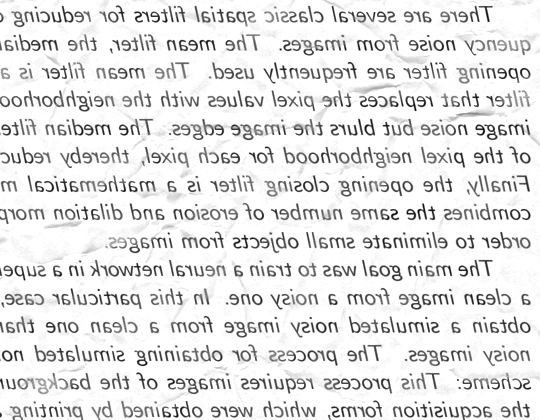 There are several classic spatial filters for reducing
quency noise from images. The mean filter, the median
opening filter are frequently used. The mean filter is a
filter that replaces the pixel values with the neighborhoo
image noise but blurs the image edges. The median filte
of the pixel neighborhood for each pixel, thereby reduc
Finally, the opening closing filter is a mathematical m
combines the same number of erosion and dilation morp
order to eliminate small objects from images.
The main goal was to train a neural network in a supe
a clean image from a noisy one. In this particular case,
obtain a simulated noisy image from a clean one than
noisy images. The process for obtaining simulated no
scheme: This process requires images of the backgroun
the acquisition forms, which were obtained by printing